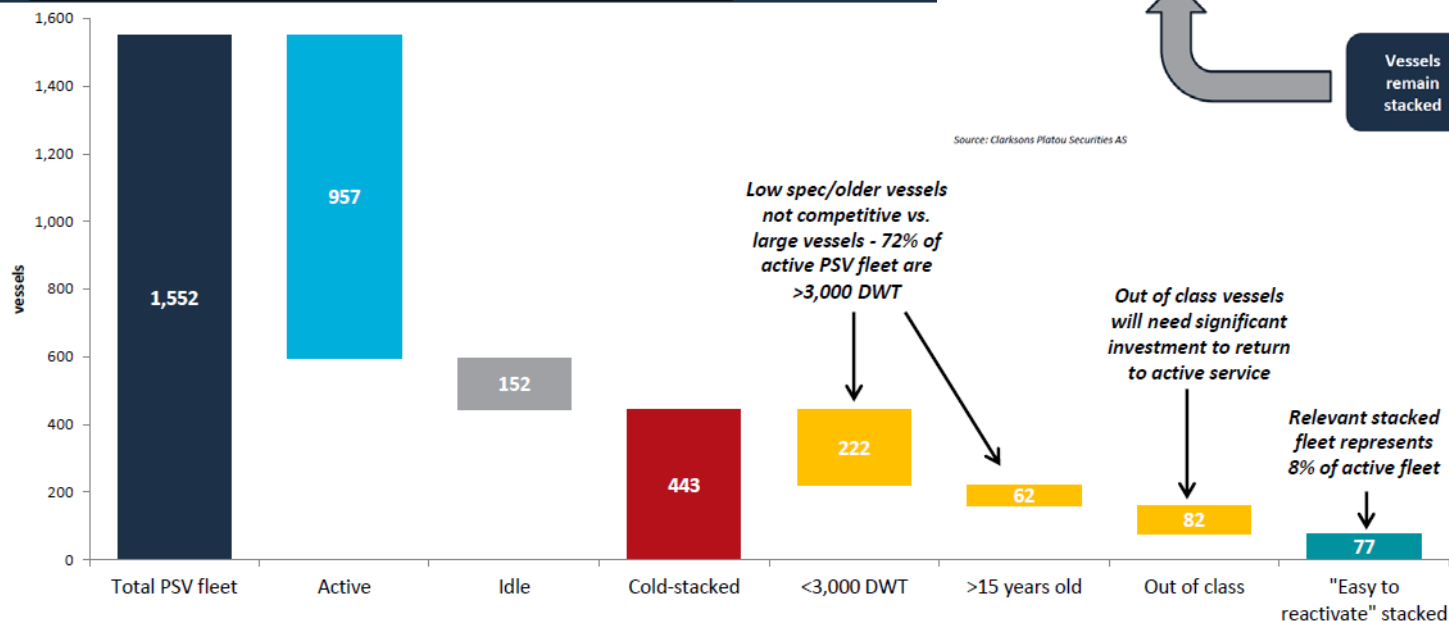 1,600
1,400
1,200
1,000
800
600
400
200
0
vessels
1,552
957
152
443
222
62
82
77
Total PSV fleet
Active
Idle
Cold-stacked
<3,000 DWT
>15 years old
Out of class
"Easy to
reactivate" stacked
Low spec/older vessels
not competitive vs.
large vessels - 72% of
active PSV fleet are
>3,000 DWT
Out of class vessels
will need significant
investment to return
to active service
Relevant stacked
fleet represents
8% of active fleet
Source: Clarksons Platou Securities AS
Vessels
remain
stacked